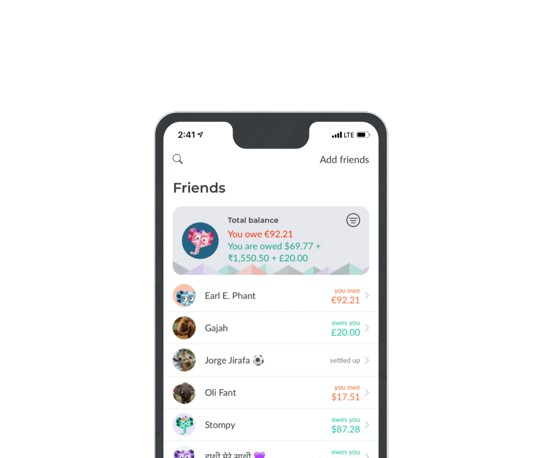 2:41
LTE
Add friends
Friends
Total balance
You owe €92.21
You are owed $69.77 +
₹1,550.50 + £20.00
Earl E. Phant
you owe
€92.21
Gajah
owes you
£20.00
Jorge Jirafa ⚽
settled up
Oli Fant
you owe
$17.51
Stompy
owes you
$87.28
हाथी मेरे साथी 💜
owes you